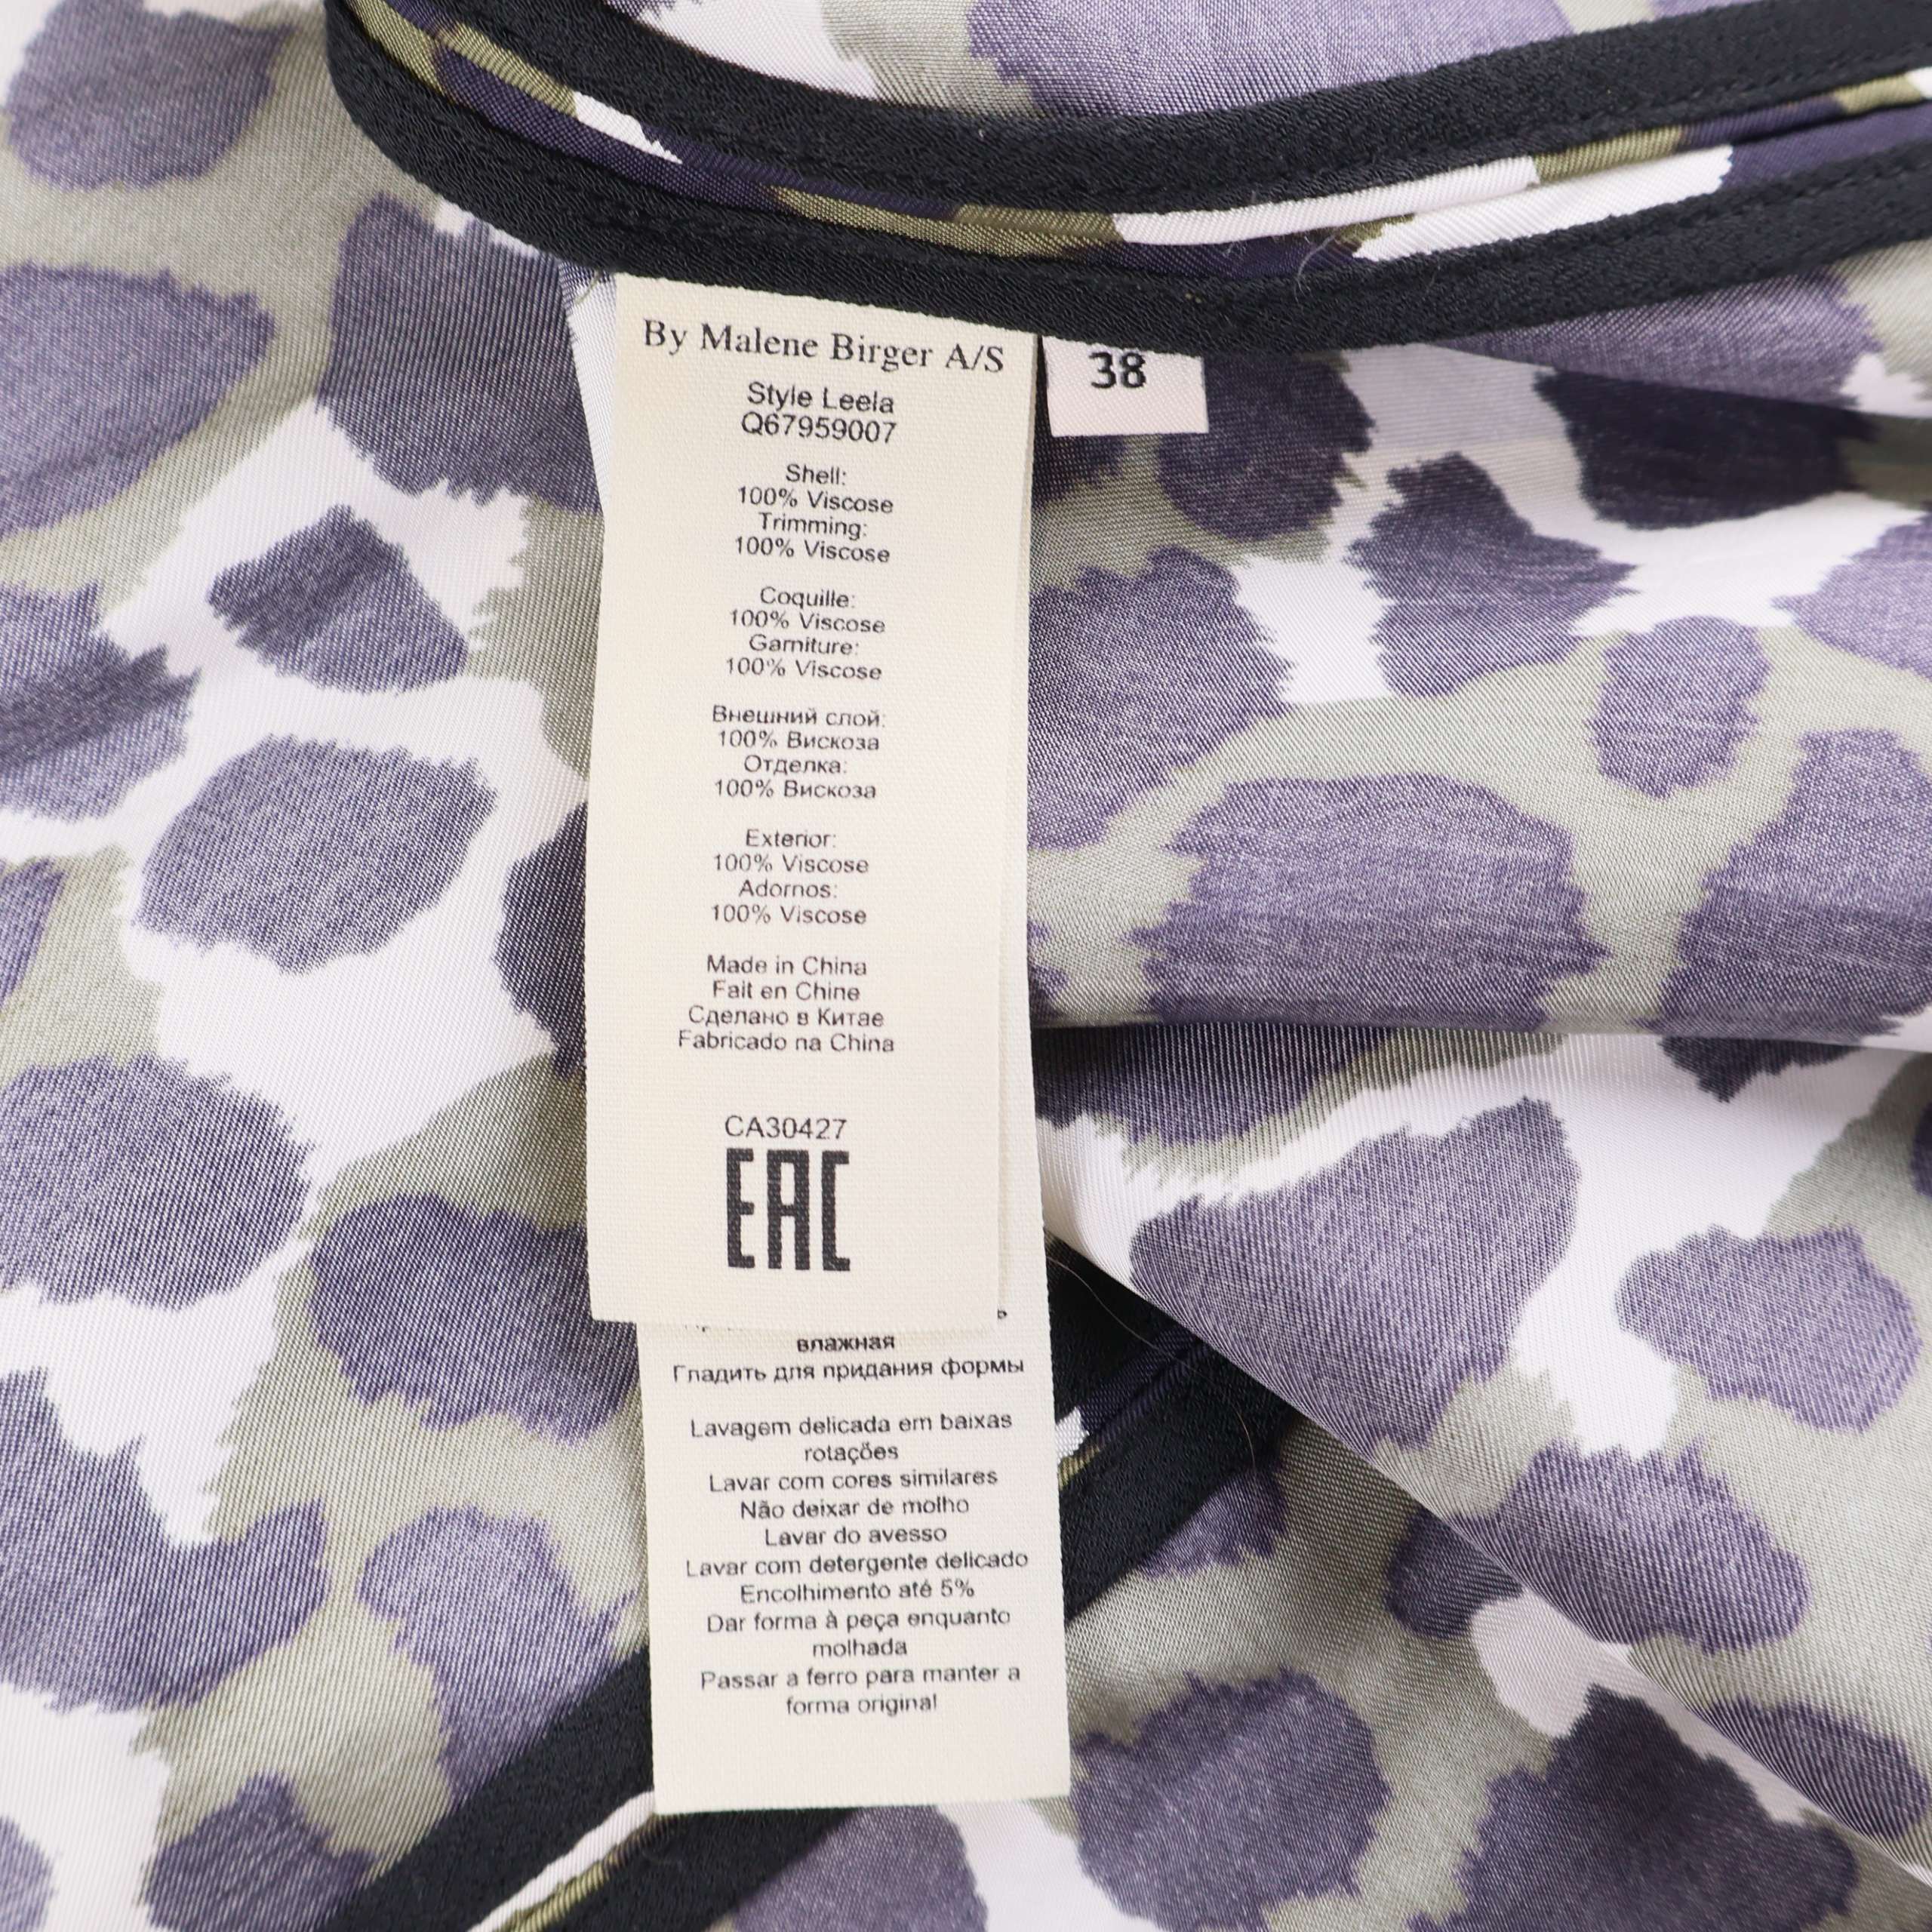 By Malene Birger A/S
38
Style Leela
Q67959007
Shell:
100% Viscose
Trimming:
100% Viscose
Coquille:
100% Viscose
Garniture:
100% Viscose
Внешний слой:
100% Вискоза
Отделка:
100% Вискоза
Exterior:
100% Viscose
Adornos:
100% Viscose
Made in China
Fait en Chine
Сделано в Китае
Fabricado na China
CA30427
EAC
влажная
Гладить для придания формы
Lavagem delicada em baixas
rotações
Lavar com cores similares
Não deixar de molho
Lavar do avesso
Lavar com detergente delicado
Encolhimento até 5%
Dar forma à peça enquanto
molhada
Passar a ferro para manter a
forma original